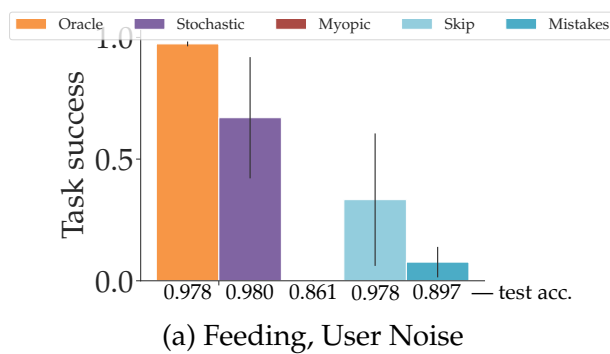 Oracle Stochastic Myopic Skip Mistakes
1.0
Task success
0.5
0.0
0.978 0.980 0.861 0.978 0.897 — test acc.
(a) Feeding, User Noise